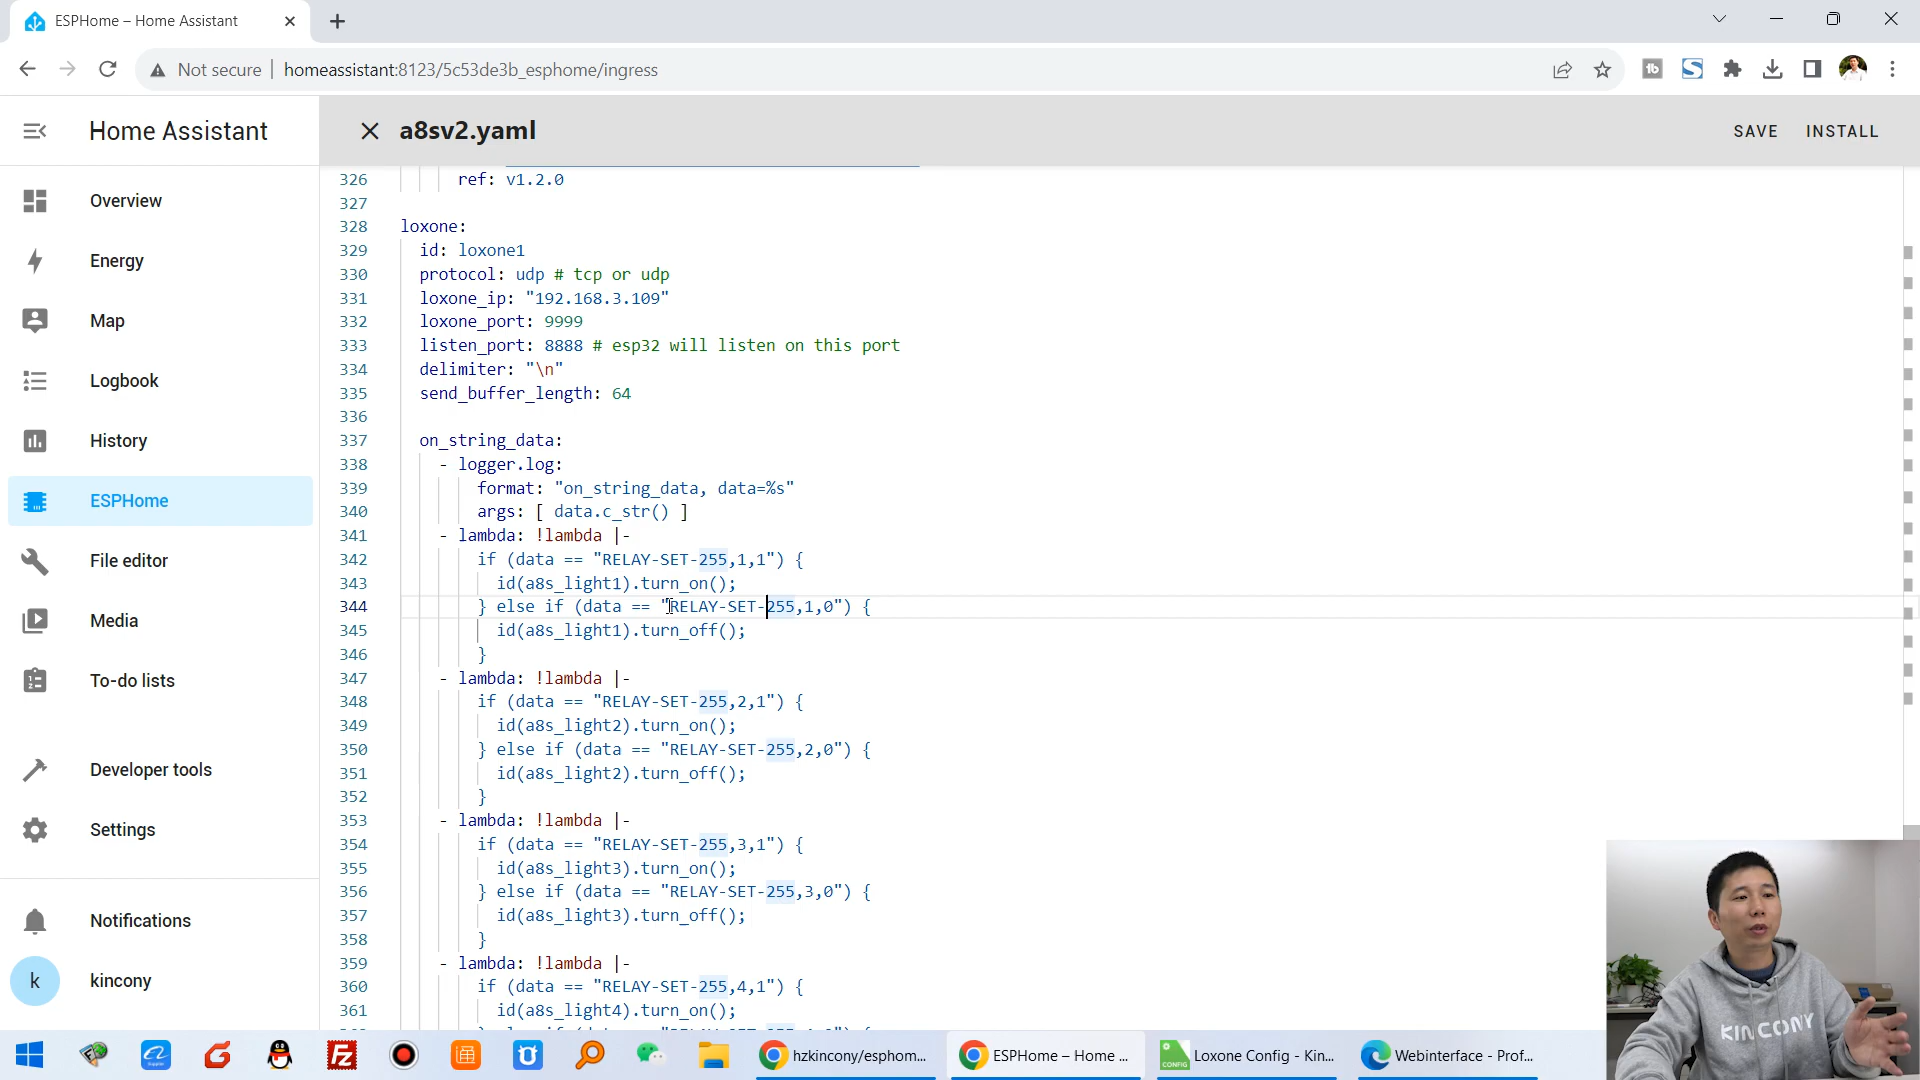 ESPHome – Home Assistant
Not secure
homeassistant:8123/5c53de3b_esphome/ingress
Home Assistant
a8sv2.yaml
SAVE
INSTALL
Overview
Energy
Map
Logbook
History
ESPHome
File editor
Media
To-do lists
Developer tools
Settings
Notifications
k
kincony
326 ref: v1.2.0
327
328 loxone:
329 id: loxone1
330 protocol: udp # tcp or udp
331 loxone_ip: "192.168.3.109"
332 loxone_port: 9999
333 listen_port: 8888 # esp32 will listen on this port
334 delimiter: "\n"
335 send_buffer_length: 64
336
337 on_string_data:
338 - logger.log:
339 format: "on_string_data, data=%s"
340 args: [ data.c_str() ]
341 - lambda: !lambda |-
342 if (data == "RELAY-SET-255,1,1") {
343 id(a8s_light1).turn_on();
344 } else if (data == "RELAY-SET-255,1,0") {
345 id(a8s_light1).turn_off();
346 }
347 - lambda: !lambda |-
348 if (data == "RELAY-SET-255,2,1") {
349 id(a8s_light2).turn_on();
350 } else if (data == "RELAY-SET-255,2,0") {
351 id(a8s_light2).turn_off();
352 }
353 - lambda: !lambda |-
354 if (data == "RELAY-SET-255,3,1") {
355 id(a8s_light3).turn_on();
356 } else if (data == "RELAY-SET-255,3,0") {
357 id(a8s_light3).turn_off();
358 }
359 - lambda: !lambda |-
360 if (data == "RELAY-SET-255,4,1") {
361 id(a8s_light4).turn_on();
KINCONY
hzkincony/esphom...
ESPHome – Home ...
CONFIG
Loxone Config - Kin...
Webinterface - Prof...